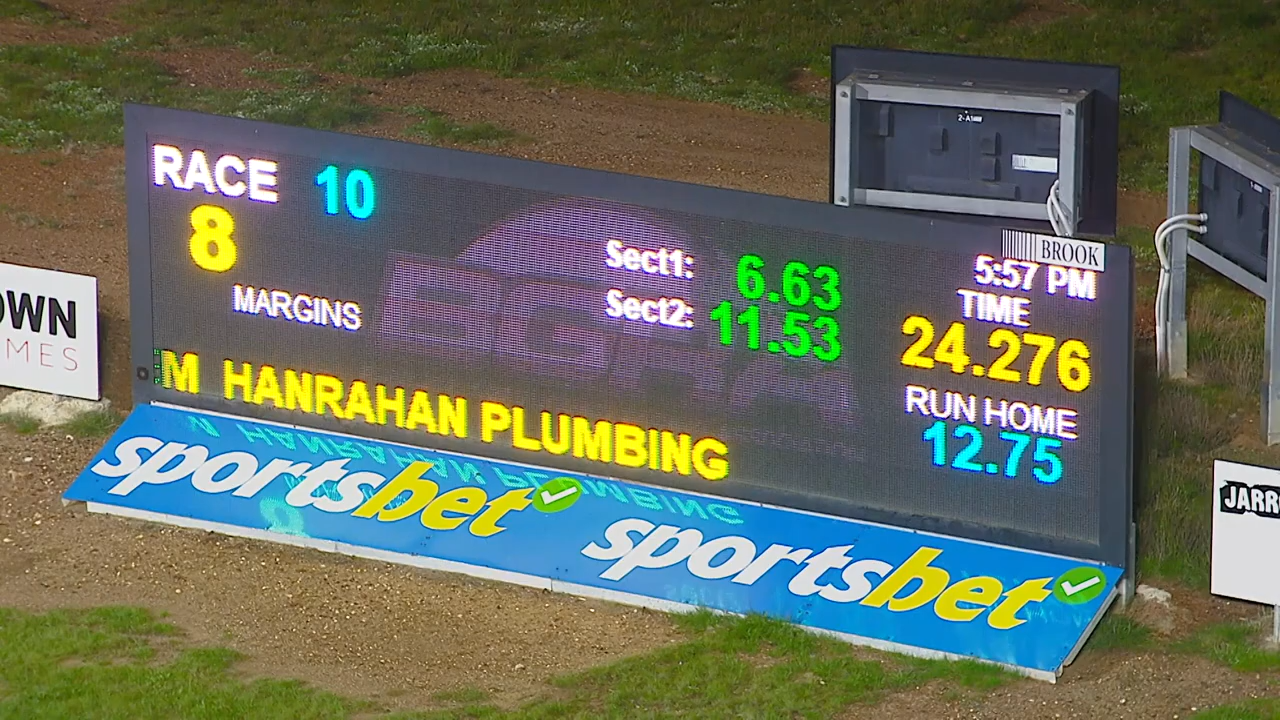 RACE 10
8
MARGINS
Sect1: 6.63
Sect2: 11.53
BROOK
5:57 PM
TIME
24.276
RUN HOME
12.75
M HANRAHAN PLUMBING
sportsbet
sportsbet
OWN
MES
JARR